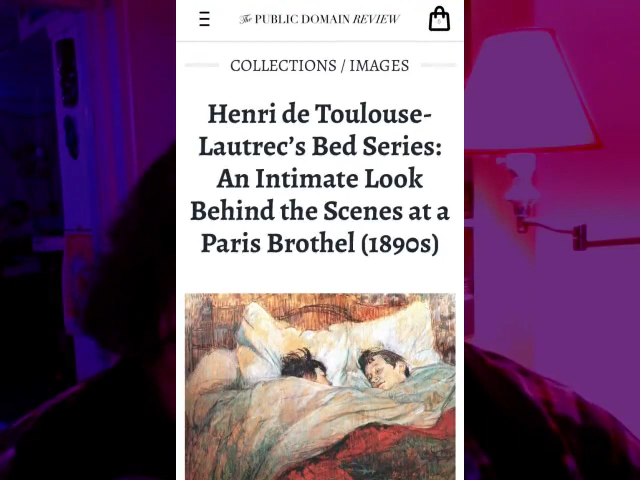 The PUBLIC DOMAIN REVIEW
COLLECTIONS / IMAGES
Henri de Toulouse-
Lautrec’s Bed Series:
An Intimate Look
Behind the Scenes at a
Paris Brothel (1890s)